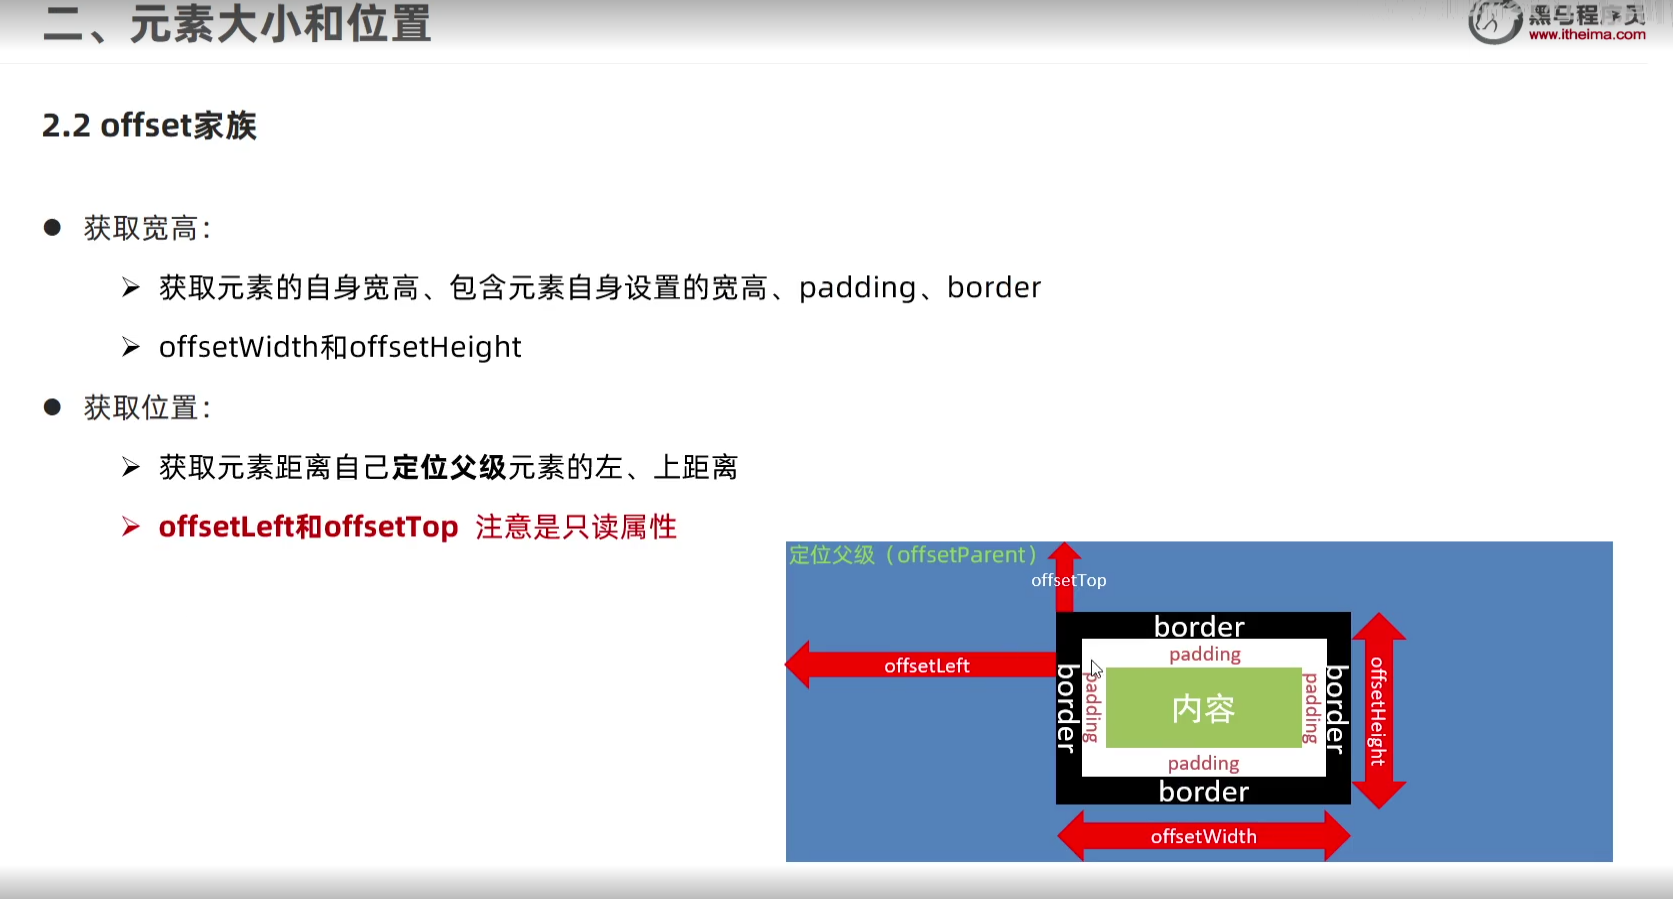 二、元素大小和位置
黑马程序员
www.itheima.com
2.2 offset家族
获取宽高：
获取元素的自身宽高、包含元素自身设置的宽高、padding、border
offsetWidth和offsetHeight
获取位置：
获取元素距离自己定位父级元素的左、上距离
offsetLeft和offsetTop 注意是只读属性
定位父级（offsetParent）
offsetTop
border
padding
offsetLeft
border
padding
内容
padding
border
offsetHeight
padding
border
offsetWidth